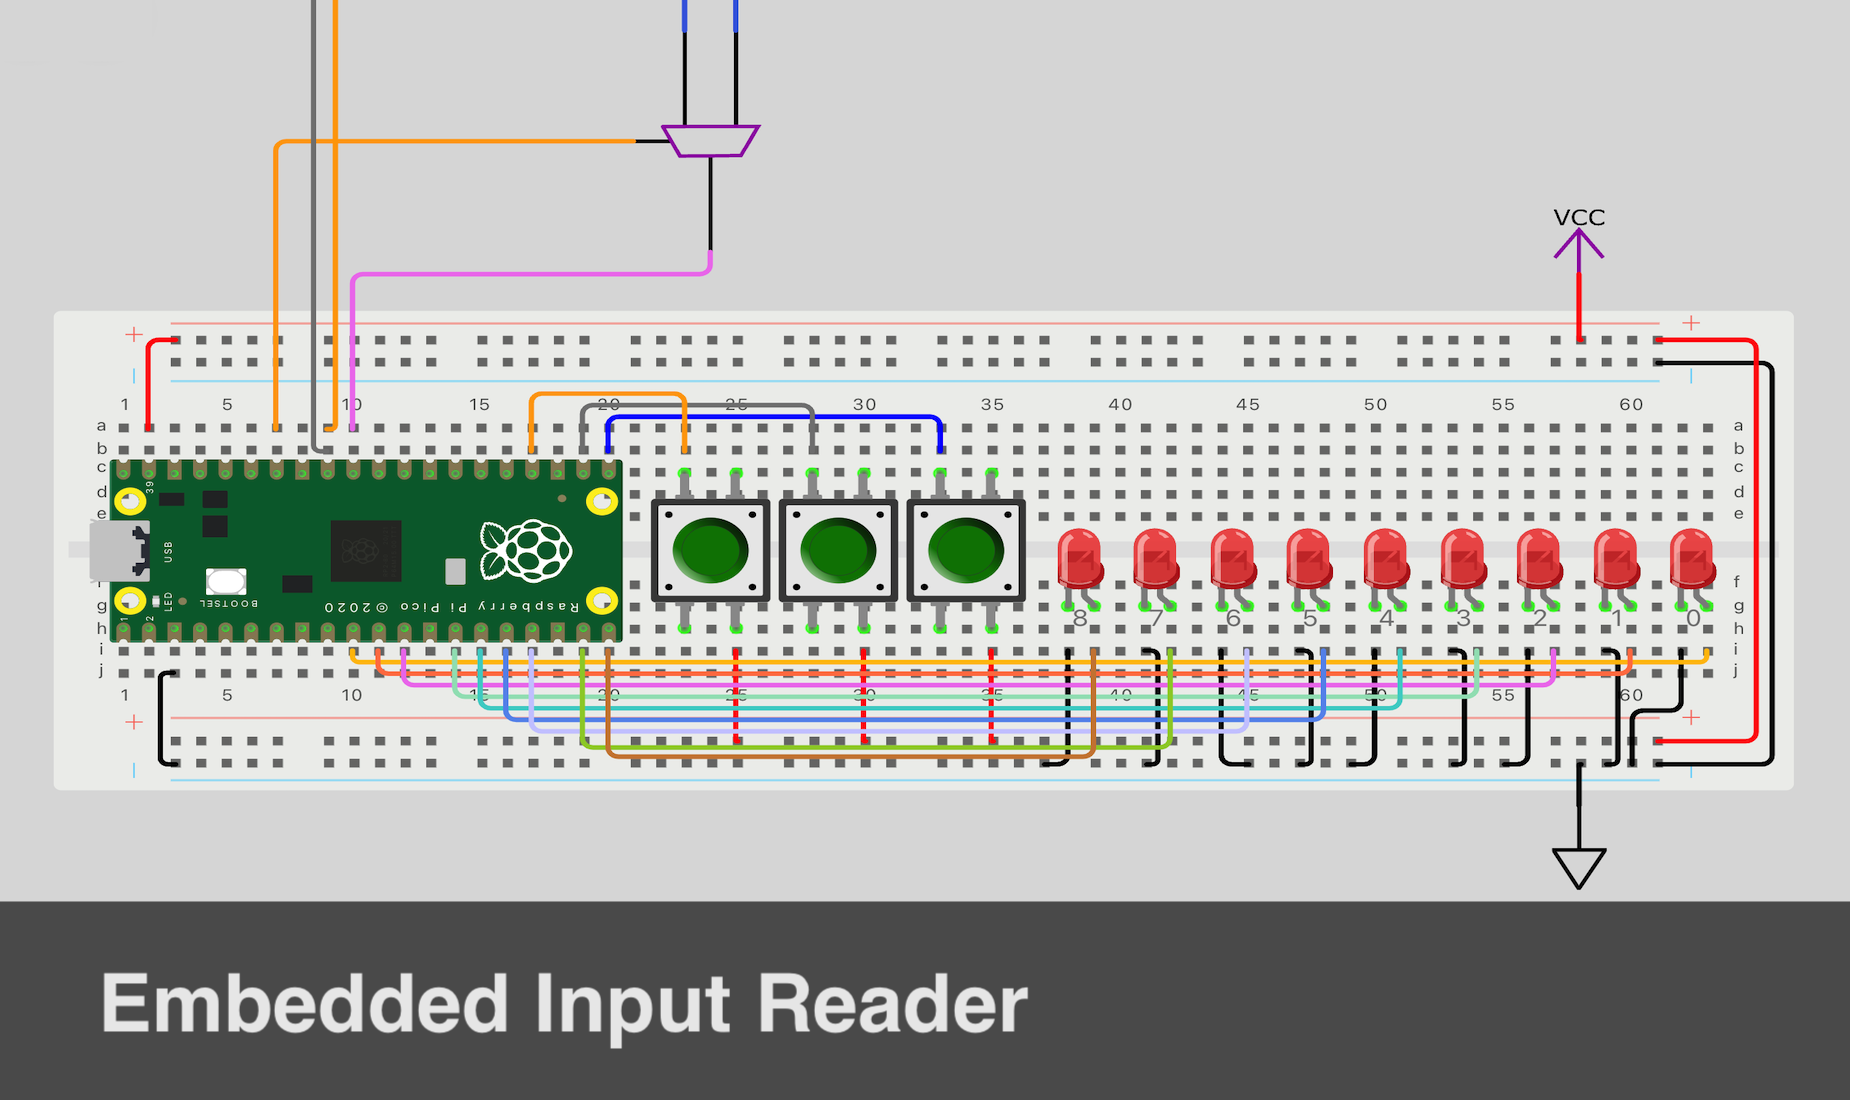 VCC
1 5 10 15 20 25 30 35 40 45 50 55 60
a a
b b
c c
d d
e e
39
USB
LED
BOOTSEL
Raspberry Pi Pico ©2020
1 2
f
g g
h h
8 7 6 5 4 3 2 1 0
i i
j j
1 5 10 15 20 25 30 35 40 45 50 55 60
Embedded Input Reader